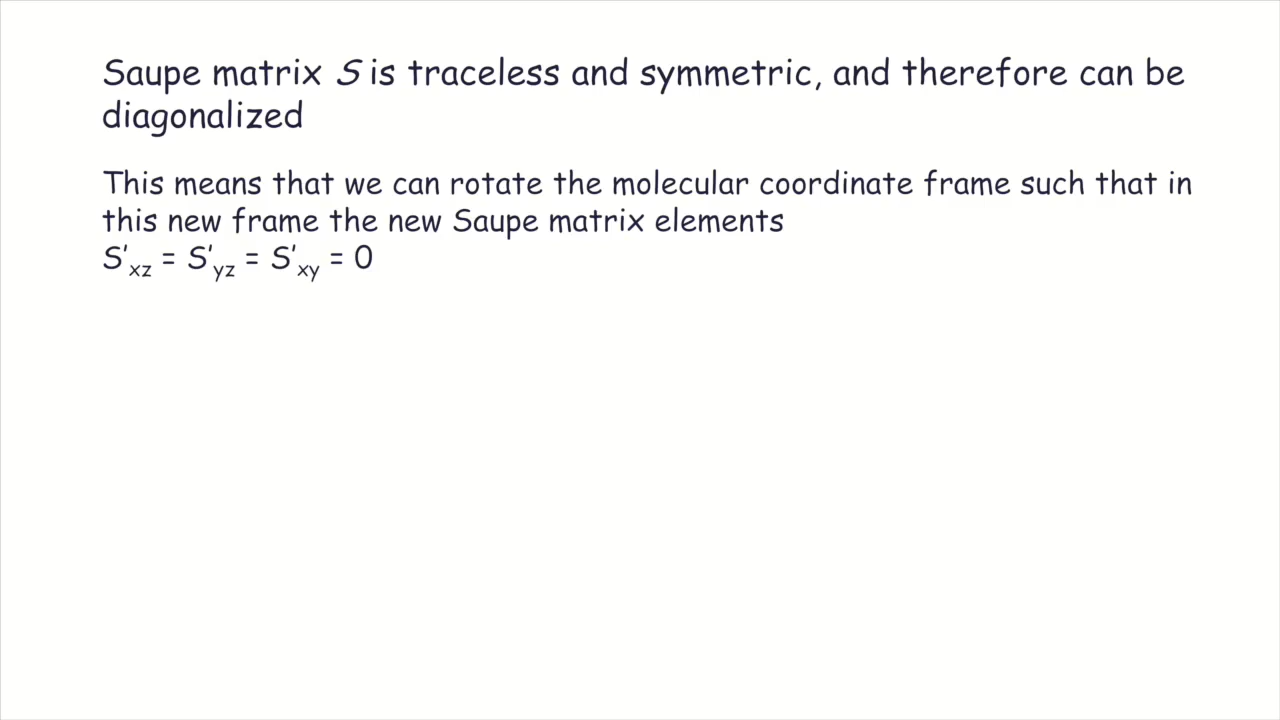 Saupe matrix S is traceless and symmetric, and therefore can be
diagonalized
This means that we can rotate the molecular coordinate frame such that in
this new frame the new Saupe matrix elements
S'xz = S'yz = S'xy = 0